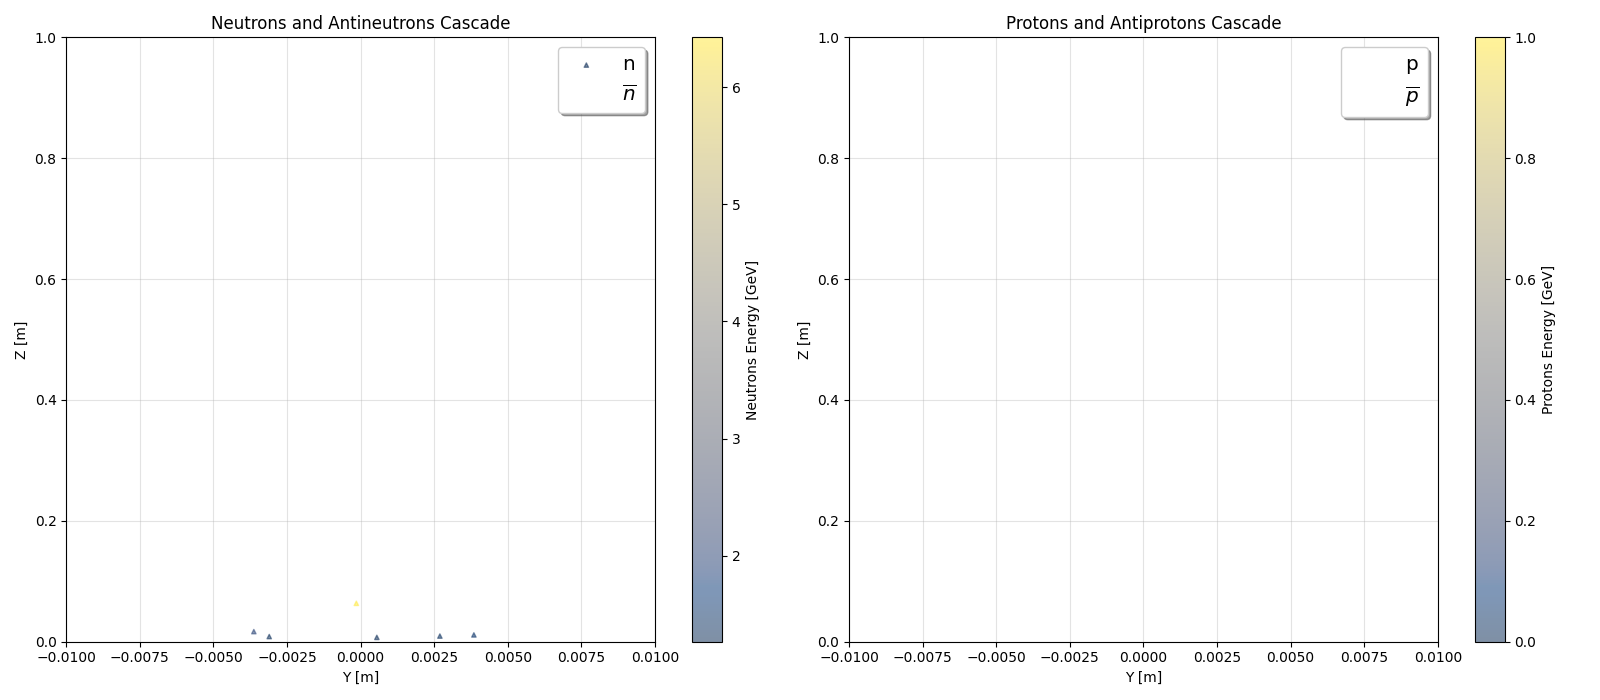 Neutrons and Antineutrons Cascade
1.0
0.8
0.6
0.4
0.2
0.0
Z [m]
−0.0100 −0.0075 −0.0050 −0.0025 0.0000 0.0025 0.0050 0.0075 0.0100
Y [m]
n
n̅
6
5
4
3
2
Neutrons Energy [GeV]
Protons and Antiprotons Cascade
1.0
0.8
0.6
0.4
0.2
0.0
Z [m]
−0.0100 −0.0075 −0.0050 −0.0025 0.0000 0.0025 0.0050 0.0075 0.0100
Y [m]
p
p̅
1.0
0.8
0.6
0.4
0.2
0.0
Protons Energy [GeV]